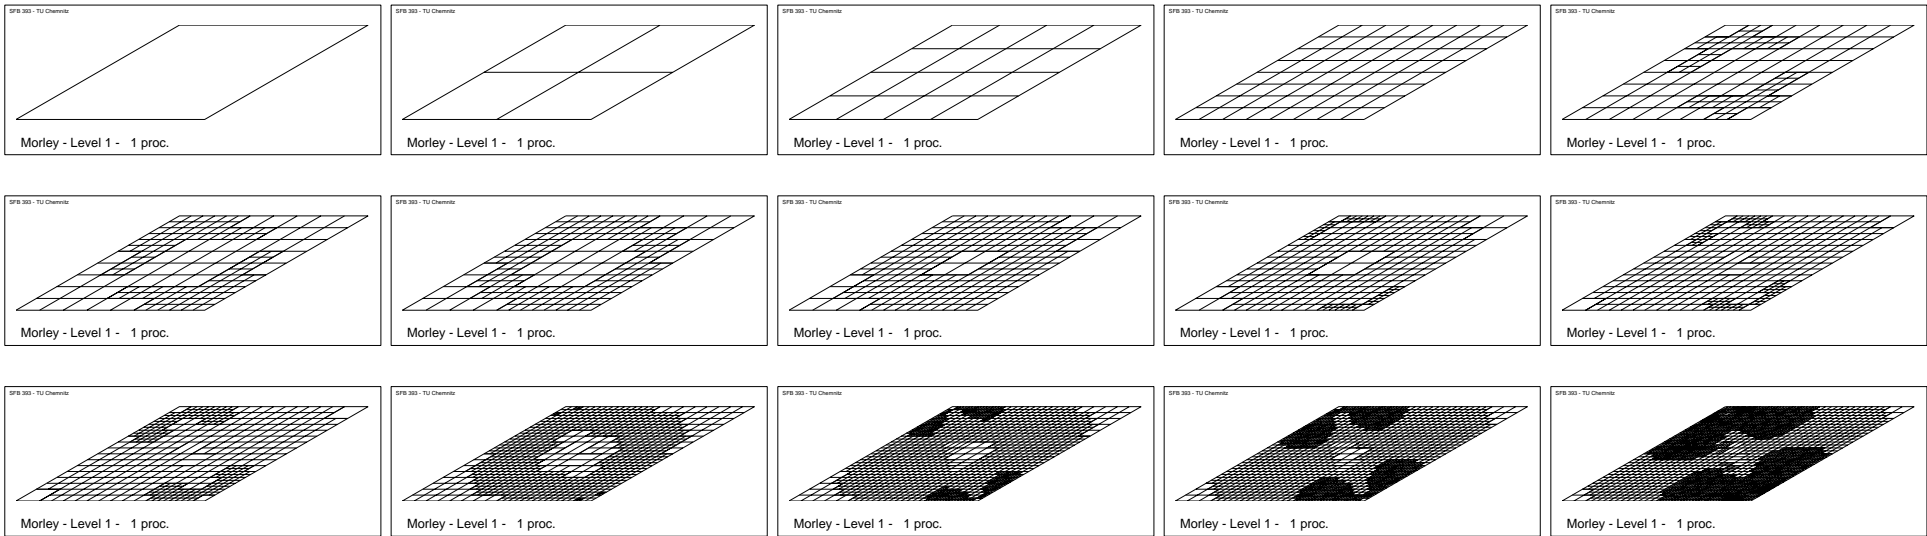 SFB 393 - TU Chemnitz
SFB 393 - TU Chemnitz
SFB 393 - TU Chemnitz
SFB 393 - TU Chemnitz
SFB 393 - TU Chemnitz
Morley - Level 1 - 1 proc.
Morley - Level 1 - 1 proc.
Morley - Level 1 - 1 proc.
Morley - Level 1 - 1 proc.
Morley - Level 1 - 1 proc.
SFB 393 - TU Chemnitz
SFB 393 - TU Chemnitz
SFB 393 - TU Chemnitz
SFB 393 - TU Chemnitz
SFB 393 - TU Chemnitz
Morley - Level 1 - 1 proc.
Morley - Level 1 - 1 proc.
Morley - Level 1 - 1 proc.
Morley - Level 1 - 1 proc.
Morley - Level 1 - 1 proc.
SFB 393 - TU Chemnitz
SFB 393 - TU Chemnitz
SFB 393 - TU Chemnitz
SFB 393 - TU Chemnitz
SFB 393 - TU Chemnitz
Morley - Level 1 - 1 proc.
Morley - Level 1 - 1 proc.
Morley - Level 1 - 1 proc.
Morley - Level 1 - 1 proc.
Morley - Level 1 - 1 proc.